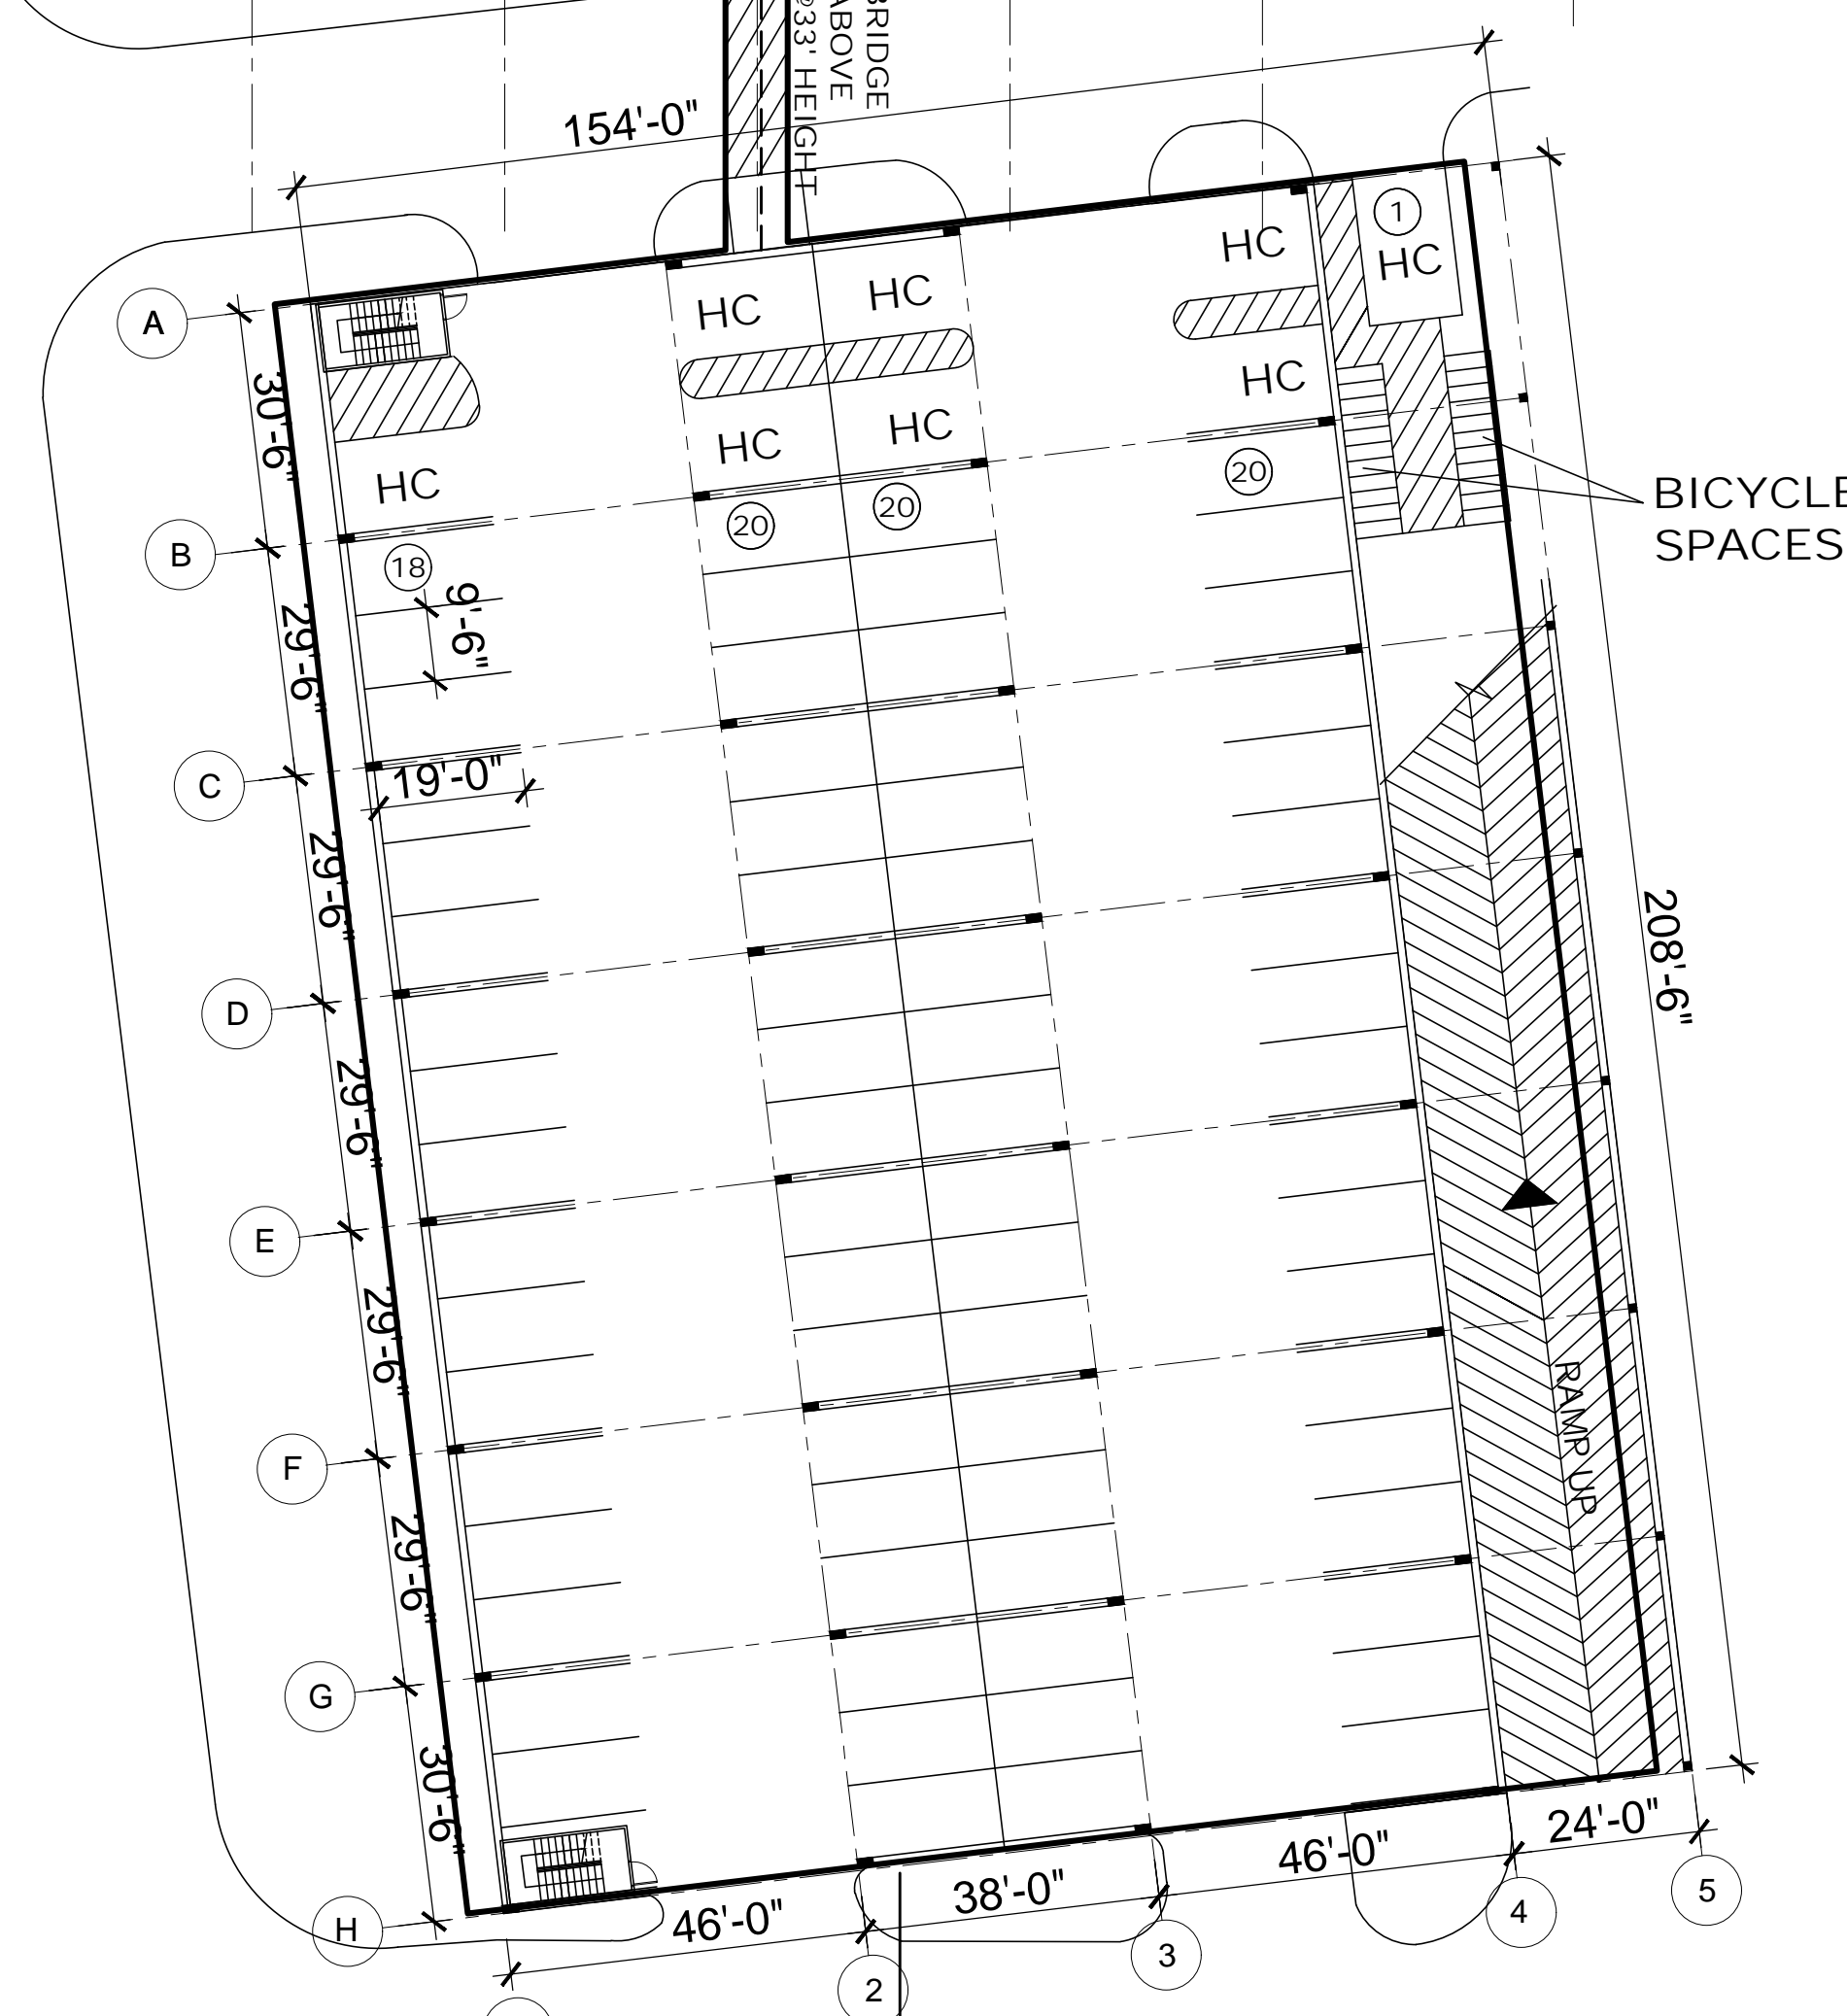 BRIDGE
ABOVE
@33' HEIGHT
154'-0"
1
HC
HC
HC
HC
HC
HC
HC
HC
HC
A
30'-6"
B
18
20
20
20
BICYCLE
SPACES
9'-6"
29'-6"
C
19'-0"
29'-6"
208'-6"
D
29'-6"
E
29'-6"
F
RAMP UP
29'-6"
G
30'-6"
H
46'-0"
38'-0"
46'-0"
24'-0"
2
3
4
5